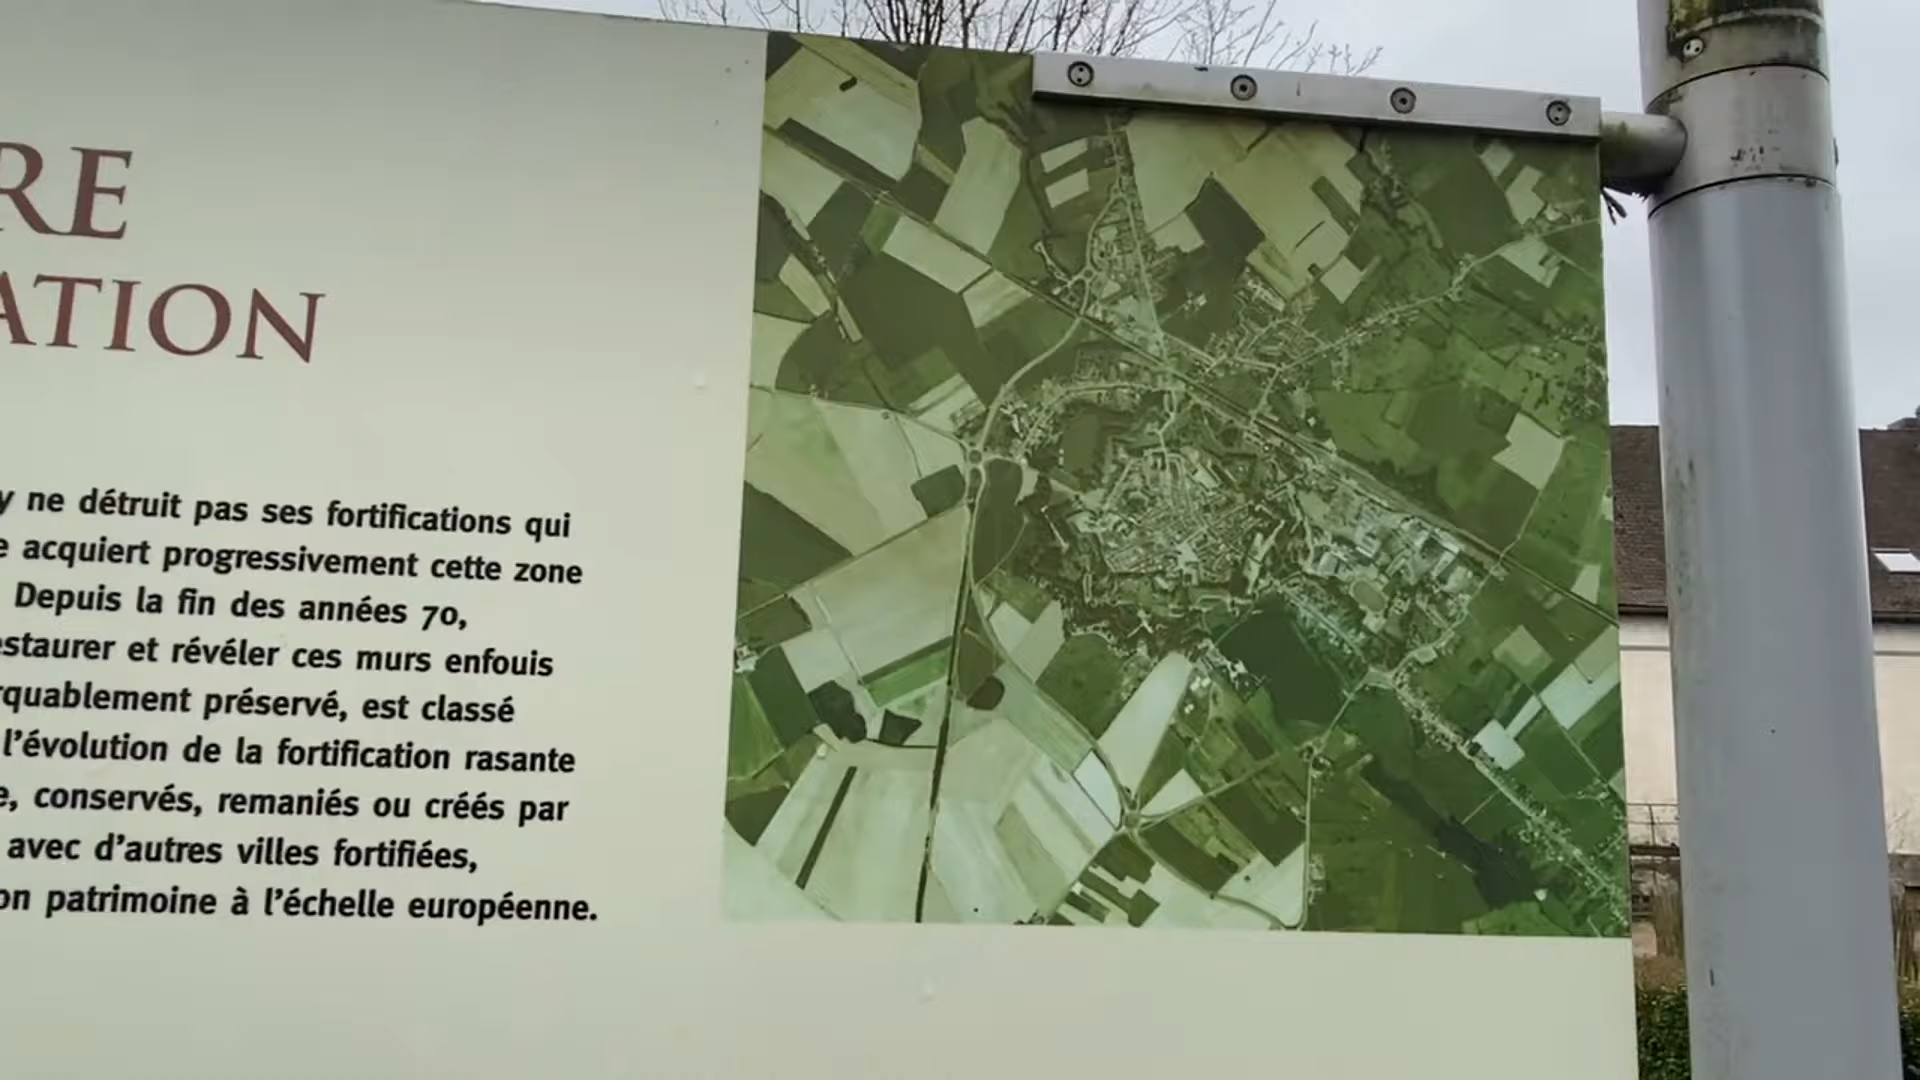 RE
ATION
y ne détruit pas ses fortifications qui
e acquiert progressivement cette zone
Depuis la fin des années 70,
estaurer et révéler ces murs enfouis
rquablement préservé, est classé
l'évolution de la fortification rasante
e, conservés, remaniés ou créés par
avec d'autres villes fortifiées,
on patrimoine à l'échelle européenne.